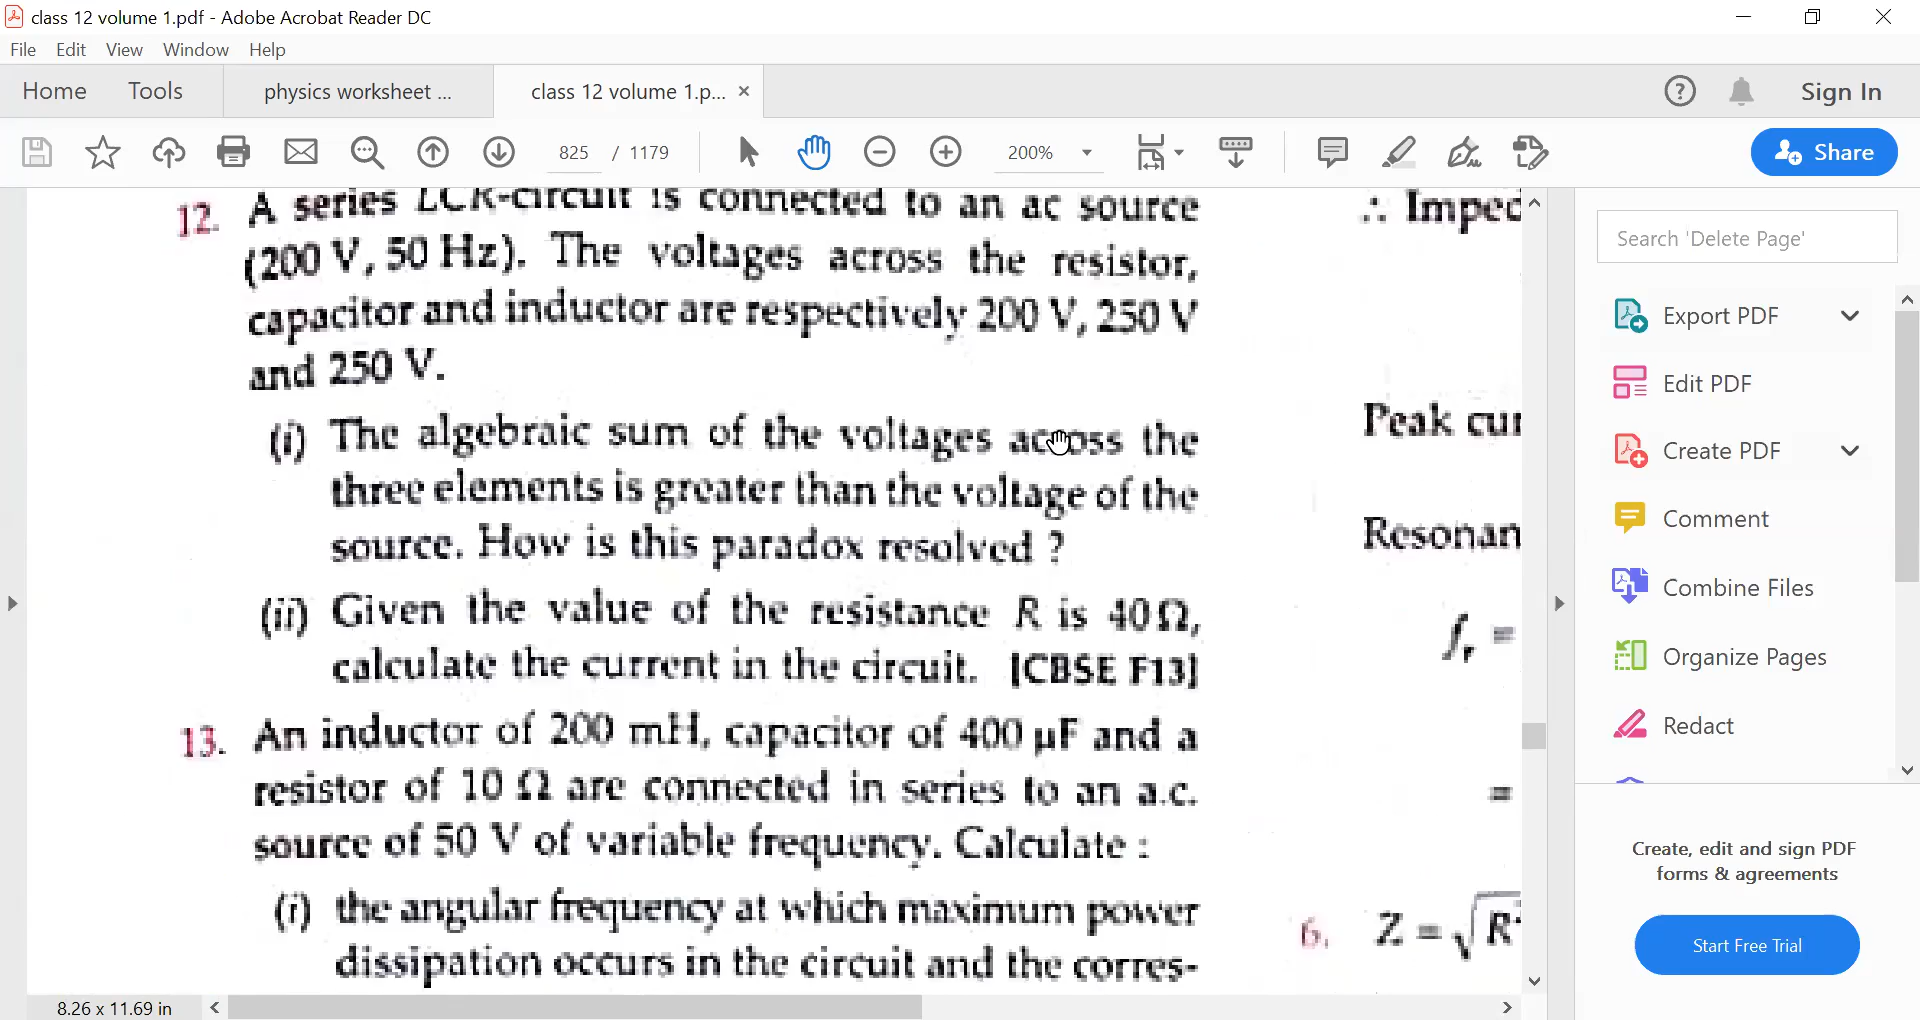 class 12 volume 1.pdf - Adobe Acrobat Reader DC
File Edit View Window Help
Home Tools physics worksheet ... class 12 volume 1.p... × Sign In
825 / 1179 200% Share
12. A series LCR-circuit is connected to an ac source
(200 V, 50 Hz). The voltages across the resistor,
capacitor and inductor are respectively 200 V, 250 V
and 250 V.
(i) The algebraic sum of the voltages across the
three elements is greater than the voltage of the
source. How is this paradox resolved ?
(ii) Given the value of the resistance R is 40 Ω,
calculate the current in the circuit. [CBSE F13]
13. An inductor of 200 mH, capacitor of 400 μF and a
resistor of 10 Ω are connected in series to an a.c.
source of 50 V of variable frequency. Calculate :
(i) the angular frequency at which maximum power
dissipation occurs in the circuit and the corres-
∴ Imped
Peak cur
Resonan
f_r =
=
6. Z = √R²
Search 'Delete Page'
Export PDF
Edit PDF
Create PDF
Comment
Combine Files
Organize Pages
Redact
Create, edit and sign PDF
forms & agreements
Start Free Trial
8.26 x 11.69 in